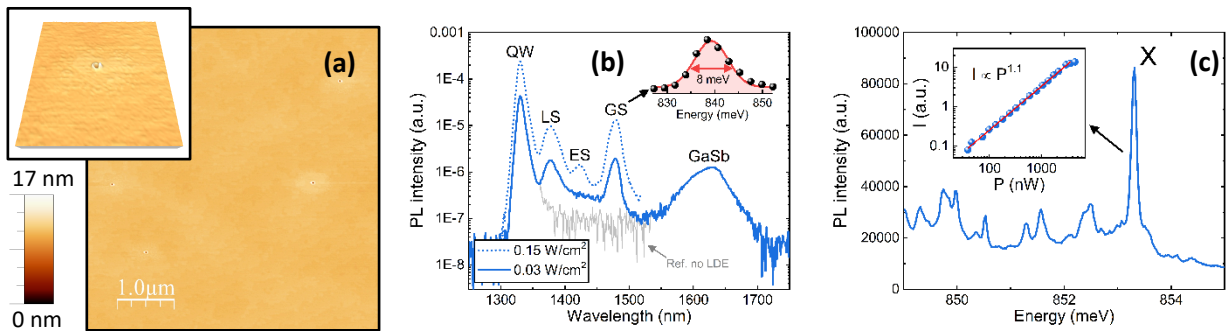 (a)
17 nm
0 nm
1.0µm
(b)
PL intensity (a.u.)
0.001
1E-4
1E-5
1E-6
1E-7
1E-8
QW
LS
ES
GS
GaSb
8 meV
830 840 850
Energy (meV)
0.15 W/cm²
0.03 W/cm²
Ref. no LDE
1300 1400 1500 1600 1700
Wavelength (nm)
(c)
PL intensity (a.u.)
100000
80000
60000
40000
20000
0
X
I ∝ P^1.1
I (a.u.)
10
1
0.1
100 1000
P (nW)
850 852 854
Energy (meV)